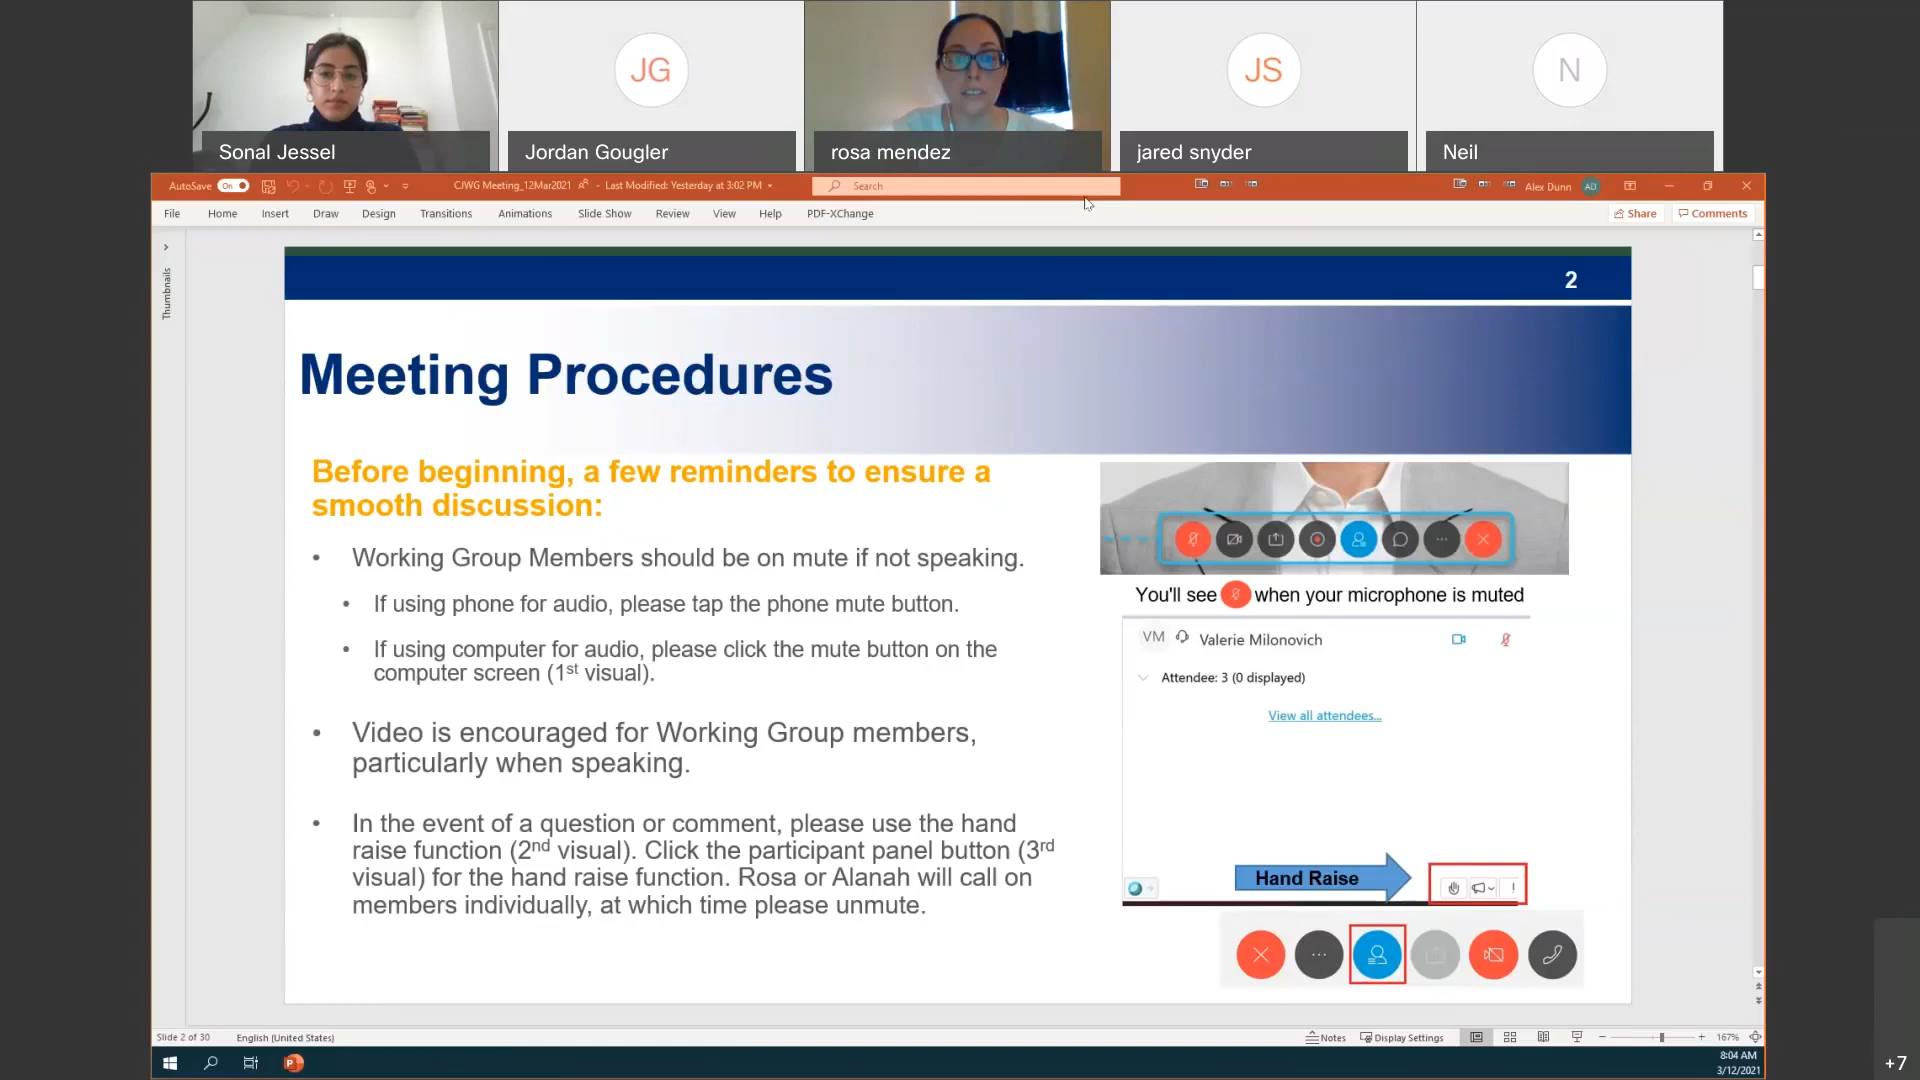 JG
JS
N
Sonal Jessel
Jordan Gougler
rosa mendez
jared snyder
Neil
AutoSave On
CJWG Meeting_12Mar2021 - Last Modified: Yesterday at 3:02 PM
Search
Alex Dunn AD
File Home Insert Draw Design Transitions Animations Slide Show Review View Help PDF-XChange
Share Comments
Thumbnails
2
Meeting Procedures
Before beginning, a few reminders to ensure a
smooth discussion:
• Working Group Members should be on mute if not speaking.
• If using phone for audio, please tap the phone mute button.
• If using computer for audio, please click the mute button on the
computer screen (1st visual).
• Video is encouraged for Working Group members,
particularly when speaking.
• In the event of a question or comment, please use the hand
raise function (2nd visual). Click the participant panel button (3rd
visual) for the hand raise function. Rosa or Alanah will call on
members individually, at which time please unmute.
You'll see when your microphone is muted
VM Valerie Milonovich
Attendee: 3 (0 displayed)
View all attendees...
Hand Raise
Slide 2 of 30 English (United States)
Notes Display Settings
167%
8:04 AM
3/12/2021
+7